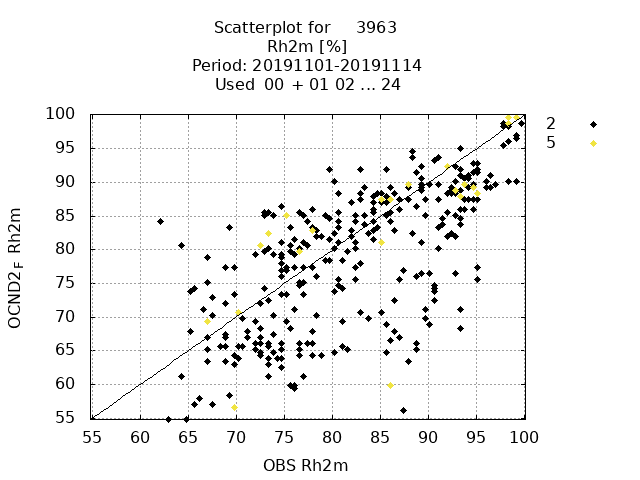 Scatterplot for 3963
Rh2m [%]
Period: 20191101-20191114
Used 00 + 01 02 ... 24
100
95
90
85
80
75
70
65
60
55
55 60 65 70 75 80 85 90 95 100
OCND2 F Rh2m
OBS Rh2m
2
5